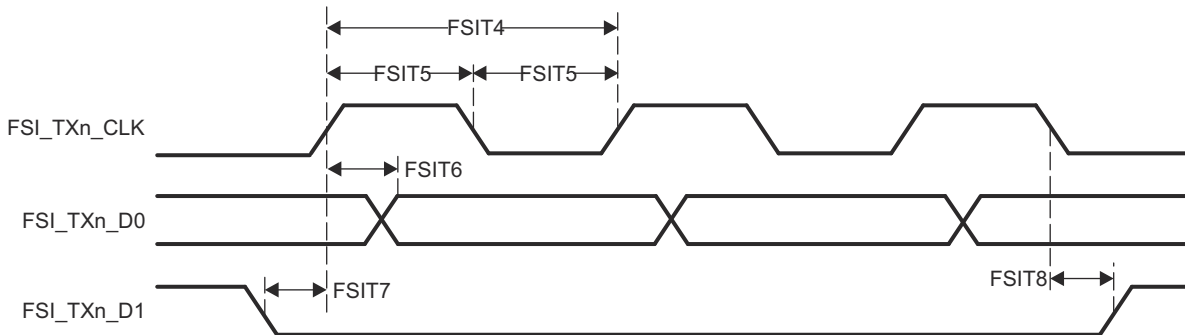 FSIT4
FSIT5 FSIT5
FSI_TXn_CLK
FSIT6
FSI_TXn_D0
FSIT7
FSIT8
FSI_TXn_D1